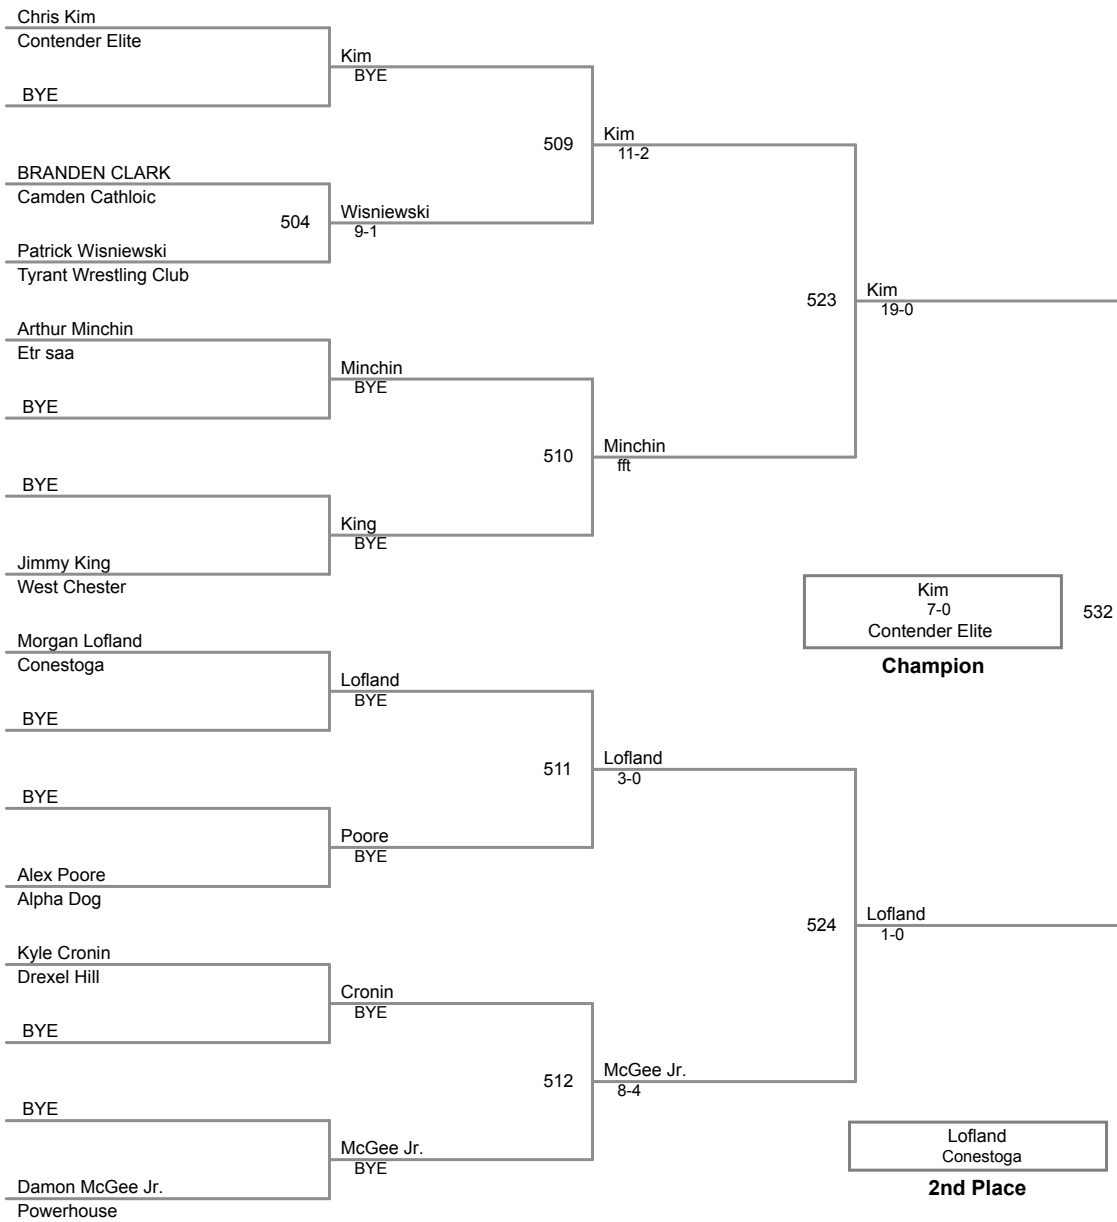 Chris Kim
Contender Elite
Kim
BYE
BYE
509
Kim
11-2
BRANDEN CLARK
Camden Cathloic
504
Wisniewski
9-1
Patrick Wisniewski
Tyrant Wrestling Club
523
Kim
19-0
Arthur Minchin
Etr saa
Minchin
BYE
BYE
510
Minchin
fft
BYE
King
BYE
Jimmy King
West Chester
Kim
7-0
Contender Elite
532
Champion
Morgan Lofland
Conestoga
Lofland
BYE
BYE
511
Lofland
3-0
BYE
Poore
BYE
Alex Poore
Alpha Dog
524
Lofland
1-0
Kyle Cronin
Drexel Hill
Cronin
BYE
BYE
512
McGee Jr.
8-4
BYE
McGee Jr.
BYE
Damon McGee Jr.
Powerhouse
Lofland
Conestoga
2nd Place